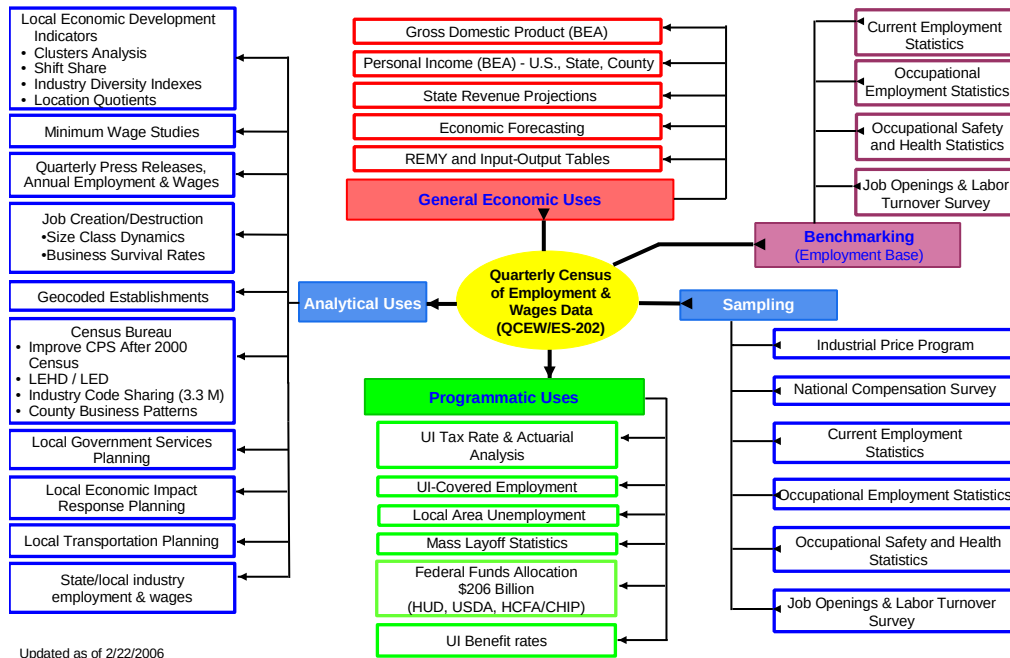 Local Economic Development
Indicators
• Clusters Analysis
• Shift Share
• Industry Diversity Indexes
• Location Quotients
Minimum Wage Studies
Quarterly Press Releases,
Annual Employment & Wages
Job Creation/Destruction
•Size Class Dynamics
•Business Survival Rates
Geocoded Establishments
Census Bureau
• Improve CPS After 2000
Census
• LEHD / LED
• Industry Code Sharing (3.3 M)
• County Business Patterns
Local Government Services
Planning
Local Economic Impact
Response Planning
Local Transportation Planning
State/local industry
employment & wages
Updated as of 2/22/2006
Analytical Uses
Gross Domestic Product (BEA)
Personal Income (BEA) - U.S., State, County
State Revenue Projections
Economic Forecasting
REMY and Input-Output Tables
General Economic Uses
Quarterly Census
of Employment &
Wages Data
(QCEW/ES-202)
Programmatic Uses
UI Tax Rate & Actuarial
Analysis
UI-Covered Employment
Local Area Unemployment
Mass Layoff Statistics
Federal Funds Allocation
$206 Billion
(HUD, USDA, HCFA/CHIP)
UI Benefit rates
Current Employment
Statistics
Occupational
Employment Statistics
Occupational Safety
and Health Statistics
Job Openings & Labor
Turnover Survey
Benchmarking
(Employment Base)
Sampling
Industrial Price Program
National Compensation Survey
Current Employment
Statistics
Occupational Employment Statistics
Occupational Safety and Health
Statistics
Job Openings & Labor Turnover
Survey